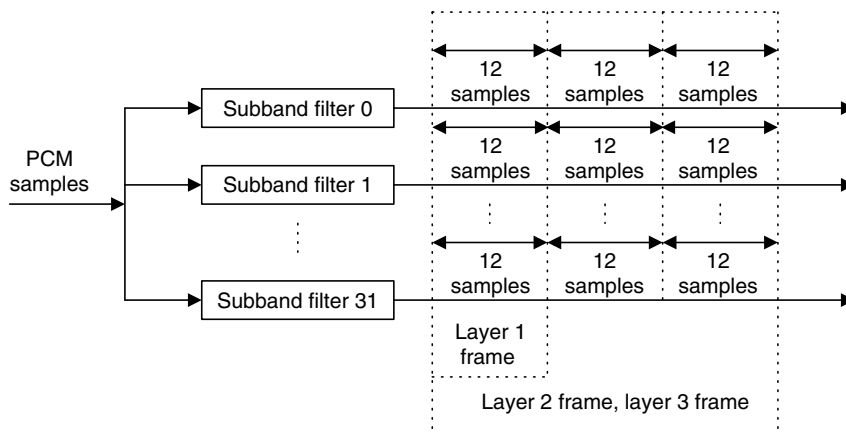 12 samples 12 samples 12 samples
Subband filter 0
PCM samples
12 samples 12 samples 12 samples
Subband filter 1
12 samples 12 samples 12 samples
Subband filter 31
Layer 1 frame
Layer 2 frame, layer 3 frame